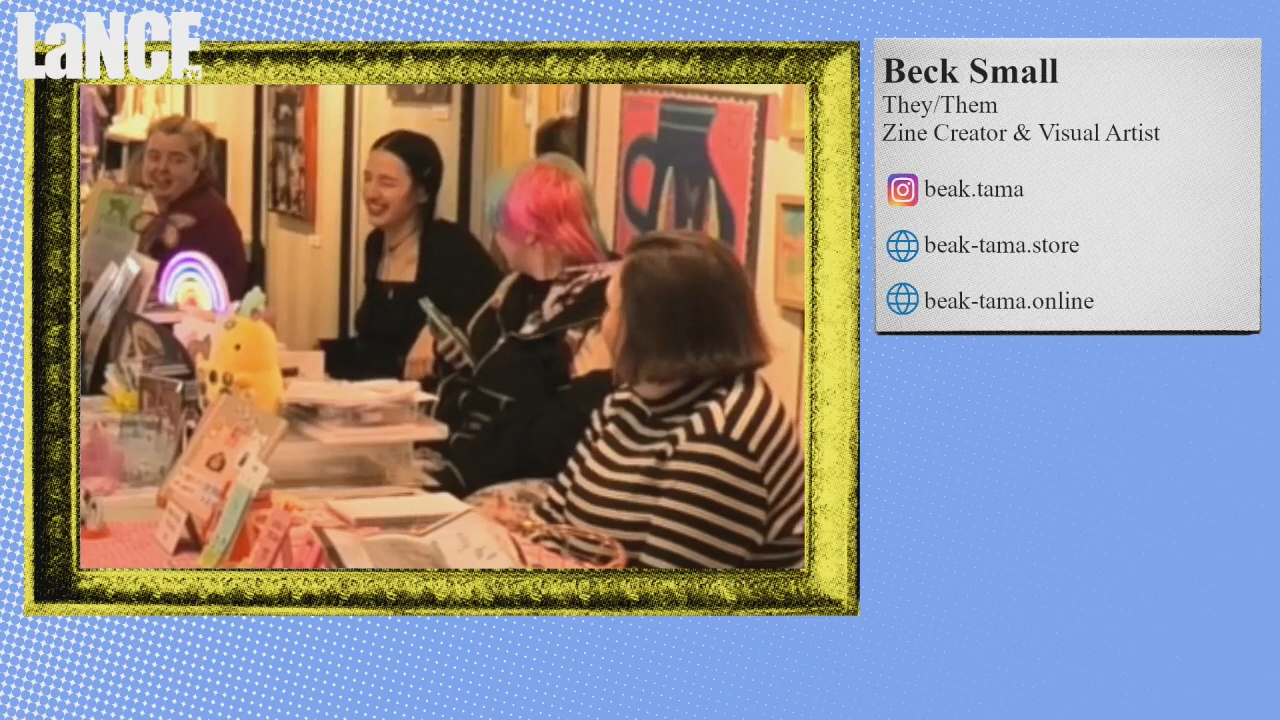 LaNCE
Beck Small
They/Them
Zine Creator & Visual Artist
beak.tama
beak-tama.store
beak-tama.online